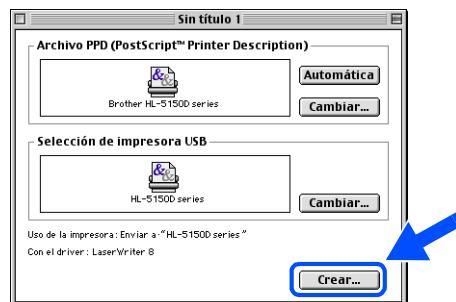 Sin título 1
Archivo PPD (PostScript™ Printer Description)
Brother HL-5150D series
Automática
Cambiar...
Selección de impresora USB
HL-5150D series
Cambiar...
Uso de la impresora: Enviar a "HL-5150D series"
Con el driver: LaserWriter 8
Crear...